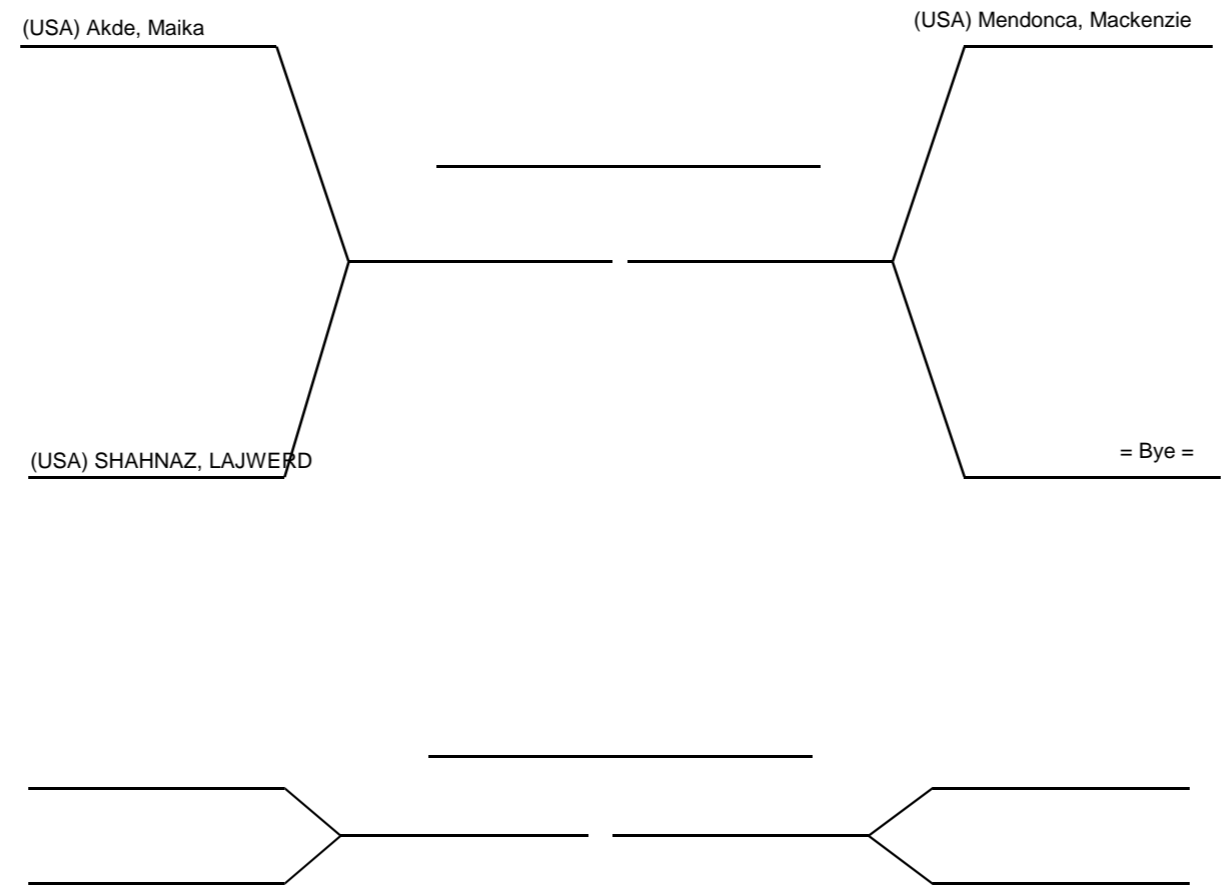 (USA) Akde, Maika
(USA) Mendonca, Mackenzie
(USA) SHAHNAZ, LAJWERD
= Bye =